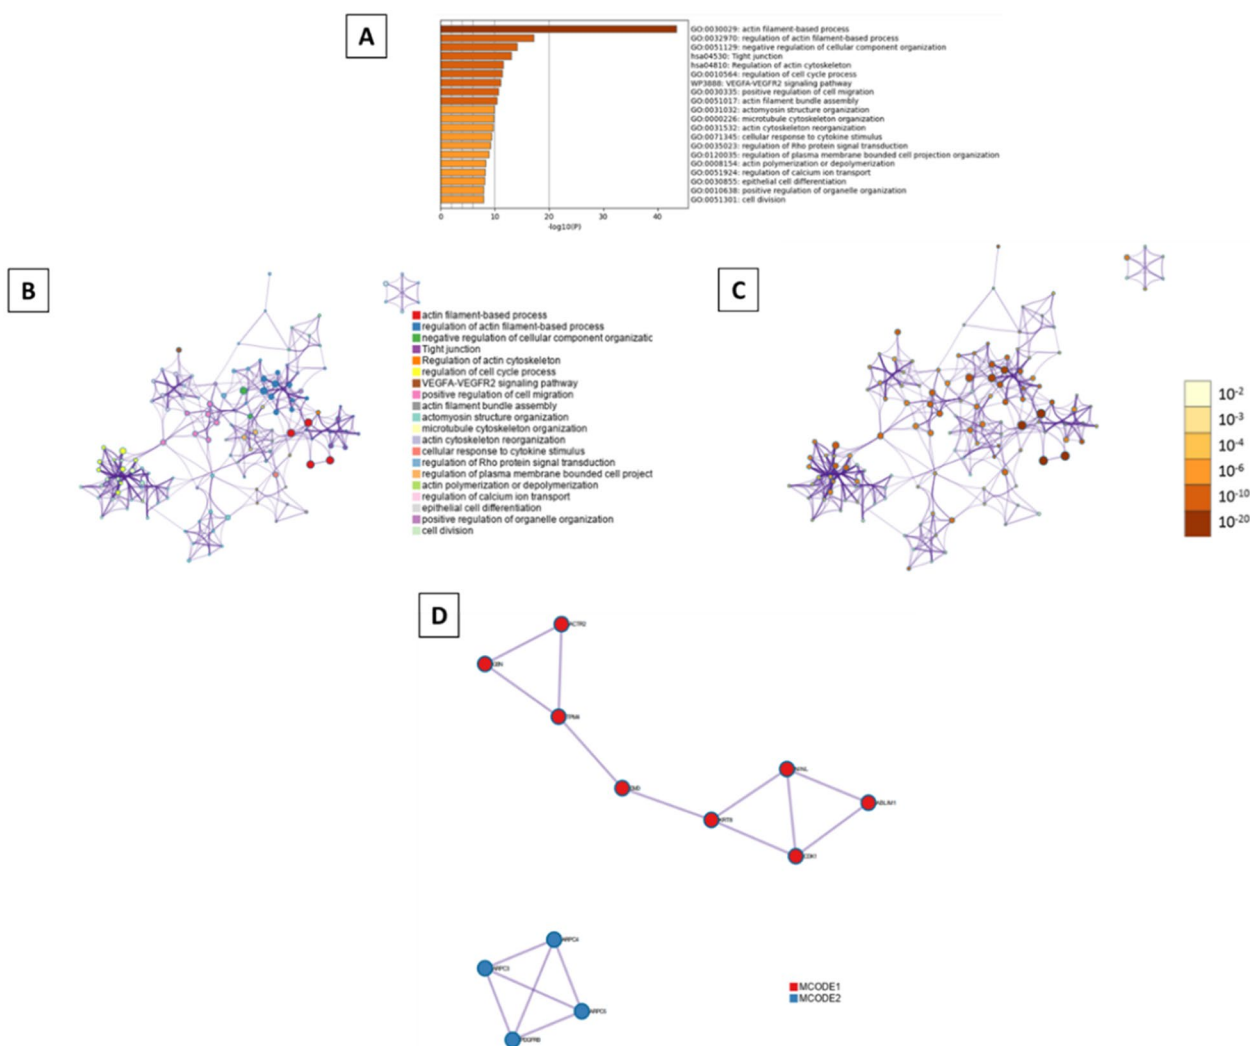 A
GO:0030029: actin filament-based process
GO:0032970: regulation of actin filament-based process
GO:0051129: negative regulation of cellular component organization
hsa04530: Tight junction
hsa04810: Regulation of actin cytoskeleton
GO:0010564: regulation of cell cycle process
WP3888: VEGFA-VEGFR2 signaling pathway
GO:0030335: positive regulation of cell migration
GO:0051017: actin filament bundle assembly
GO:0031032: actomyosin structure organization
GO:0000226: microtubule cytoskeleton organization
GO:0031532: actin cytoskeleton reorganization
GO:0071345: cellular response to cytokine stimulus
GO:0035023: regulation of Rho protein signal transduction
GO:0120035: regulation of plasma membrane bounded cell projection organization
GO:0008154: actin polymerization or depolymerization
GO:0051924: regulation of calcium ion transport
GO:0030855: epithelial cell differentiation
GO:0010638: positive regulation of organelle organization
GO:0051301: cell division
0 10 20 30 40
-log10(P)
B
actin filament-based process
regulation of actin filament-based process
negative regulation of cellular component organizatic
Tight junction
Regulation of actin cytoskeleton
regulation of cell cycle process
VEGFA-VEGFR2 signaling pathway
positive regulation of cell migration
actin filament bundle assembly
actomyosin structure organization
microtubule cytoskeleton organization
actin cytoskeleton reorganization
cellular response to cytokine stimulus
regulation of Rho protein signal transduction
regulation of plasma membrane bounded cell project
actin polymerization or depolymerization
regulation of calcium ion transport
epithelial cell differentiation
positive regulation of organelle organization
cell division
C
10-2
10-3
10-4
10-6
10-10
10-20
D
ACTR2
TPM4
ABLIM1
CDK1
ARPC4
ARPC3
PDGFRB
MCODE1
MCODE2